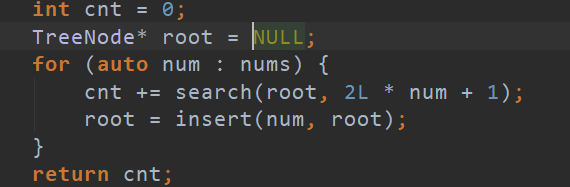 int cnt = 0;
TreeNode* root = NULL;
for (auto num : nums) {
cnt += search(root, 2L * num + 1);
root = insert(num, root);
}
return cnt;